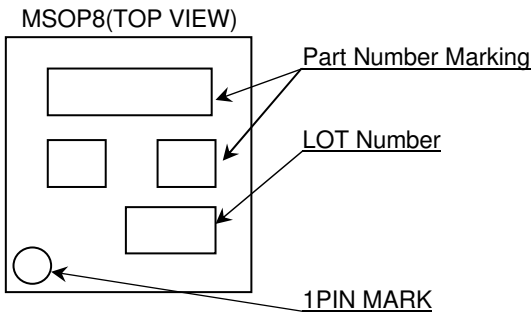 MSOP8(TOP VIEW)
Part Number Marking
LOT Number
1PIN MARK